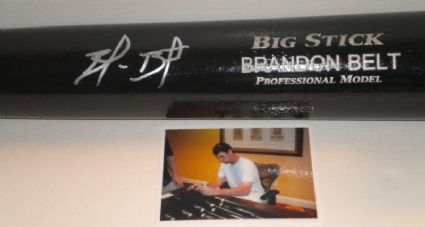 BIG STICK
BRANDON BELT
PROFESSIONAL MODEL